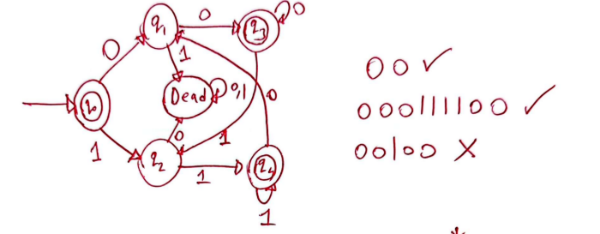 q₁ 0 q₃ 0
0 1
q₀ Dead 0,1 0
1 0 1
q₂ 1 q₄
1
00 ✓
000111100 ✓
00100 X